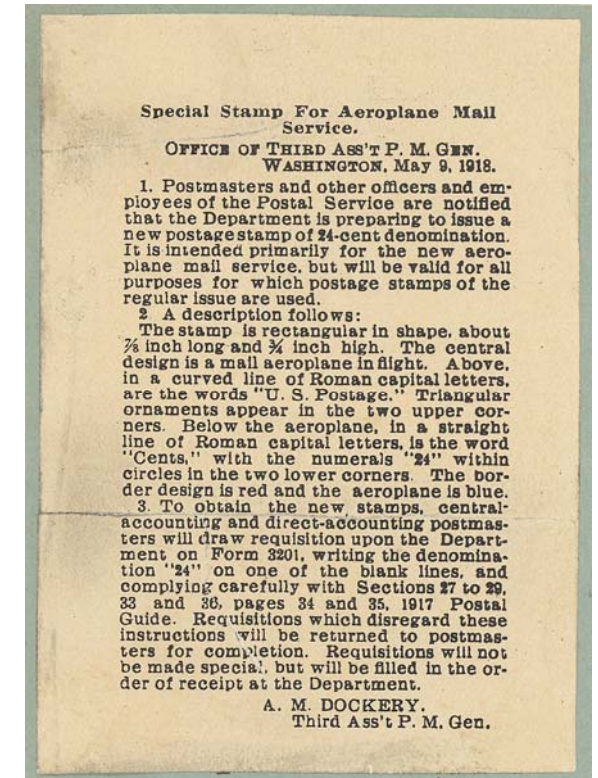 Special Stamp For Aeroplane Mail
Service.
OFFICE OF THIRD ASS'T P. M. GEN.
WASHINGTON, May 9, 1918.
1. Postmasters and other officers and em-
ployees of the Postal Service are notified
that the Department is preparing to issue a
new postage stamp of 24-cent denomination.
It is intended primarily for the new aero-
plane mail service, but will be valid for all
purposes for which postage stamps of the
regular issue are used.
2 A description follows:
The stamp is rectangular in shape, about
⅞ inch long and ¾ inch high. The central
design is a mail aeroplane in flight. Above,
in a curved line of Roman capital letters,
are the words "U. S. Postage." Triangular
ornaments appear in the two upper cor-
ners. Below the aeroplane, in a straight
line of Roman capital letters, is the word
"Cents," with the numerals "24" within
circles in the two lower corners. The bor-
der design is red and the aeroplane is blue.
3. To obtain the new stamps, central-
accounting and direct-accounting postmas-
ters will draw requisition upon the Depart-
ment on Form 3201, writing the denomina-
tion "24" on one of the blank lines, and
complying carefully with Sections 27 to 29,
33 and 36, pages 34 and 35, 1917 Postal
Guide. Requisitions which disregard these
instructions will be returned to postmas-
ters for completion. Requisitions will not
be made special, but will be filled in the or-
der of receipt at the Department.
A. M. DOCKERY.
Third Ass't P. M. Gen.